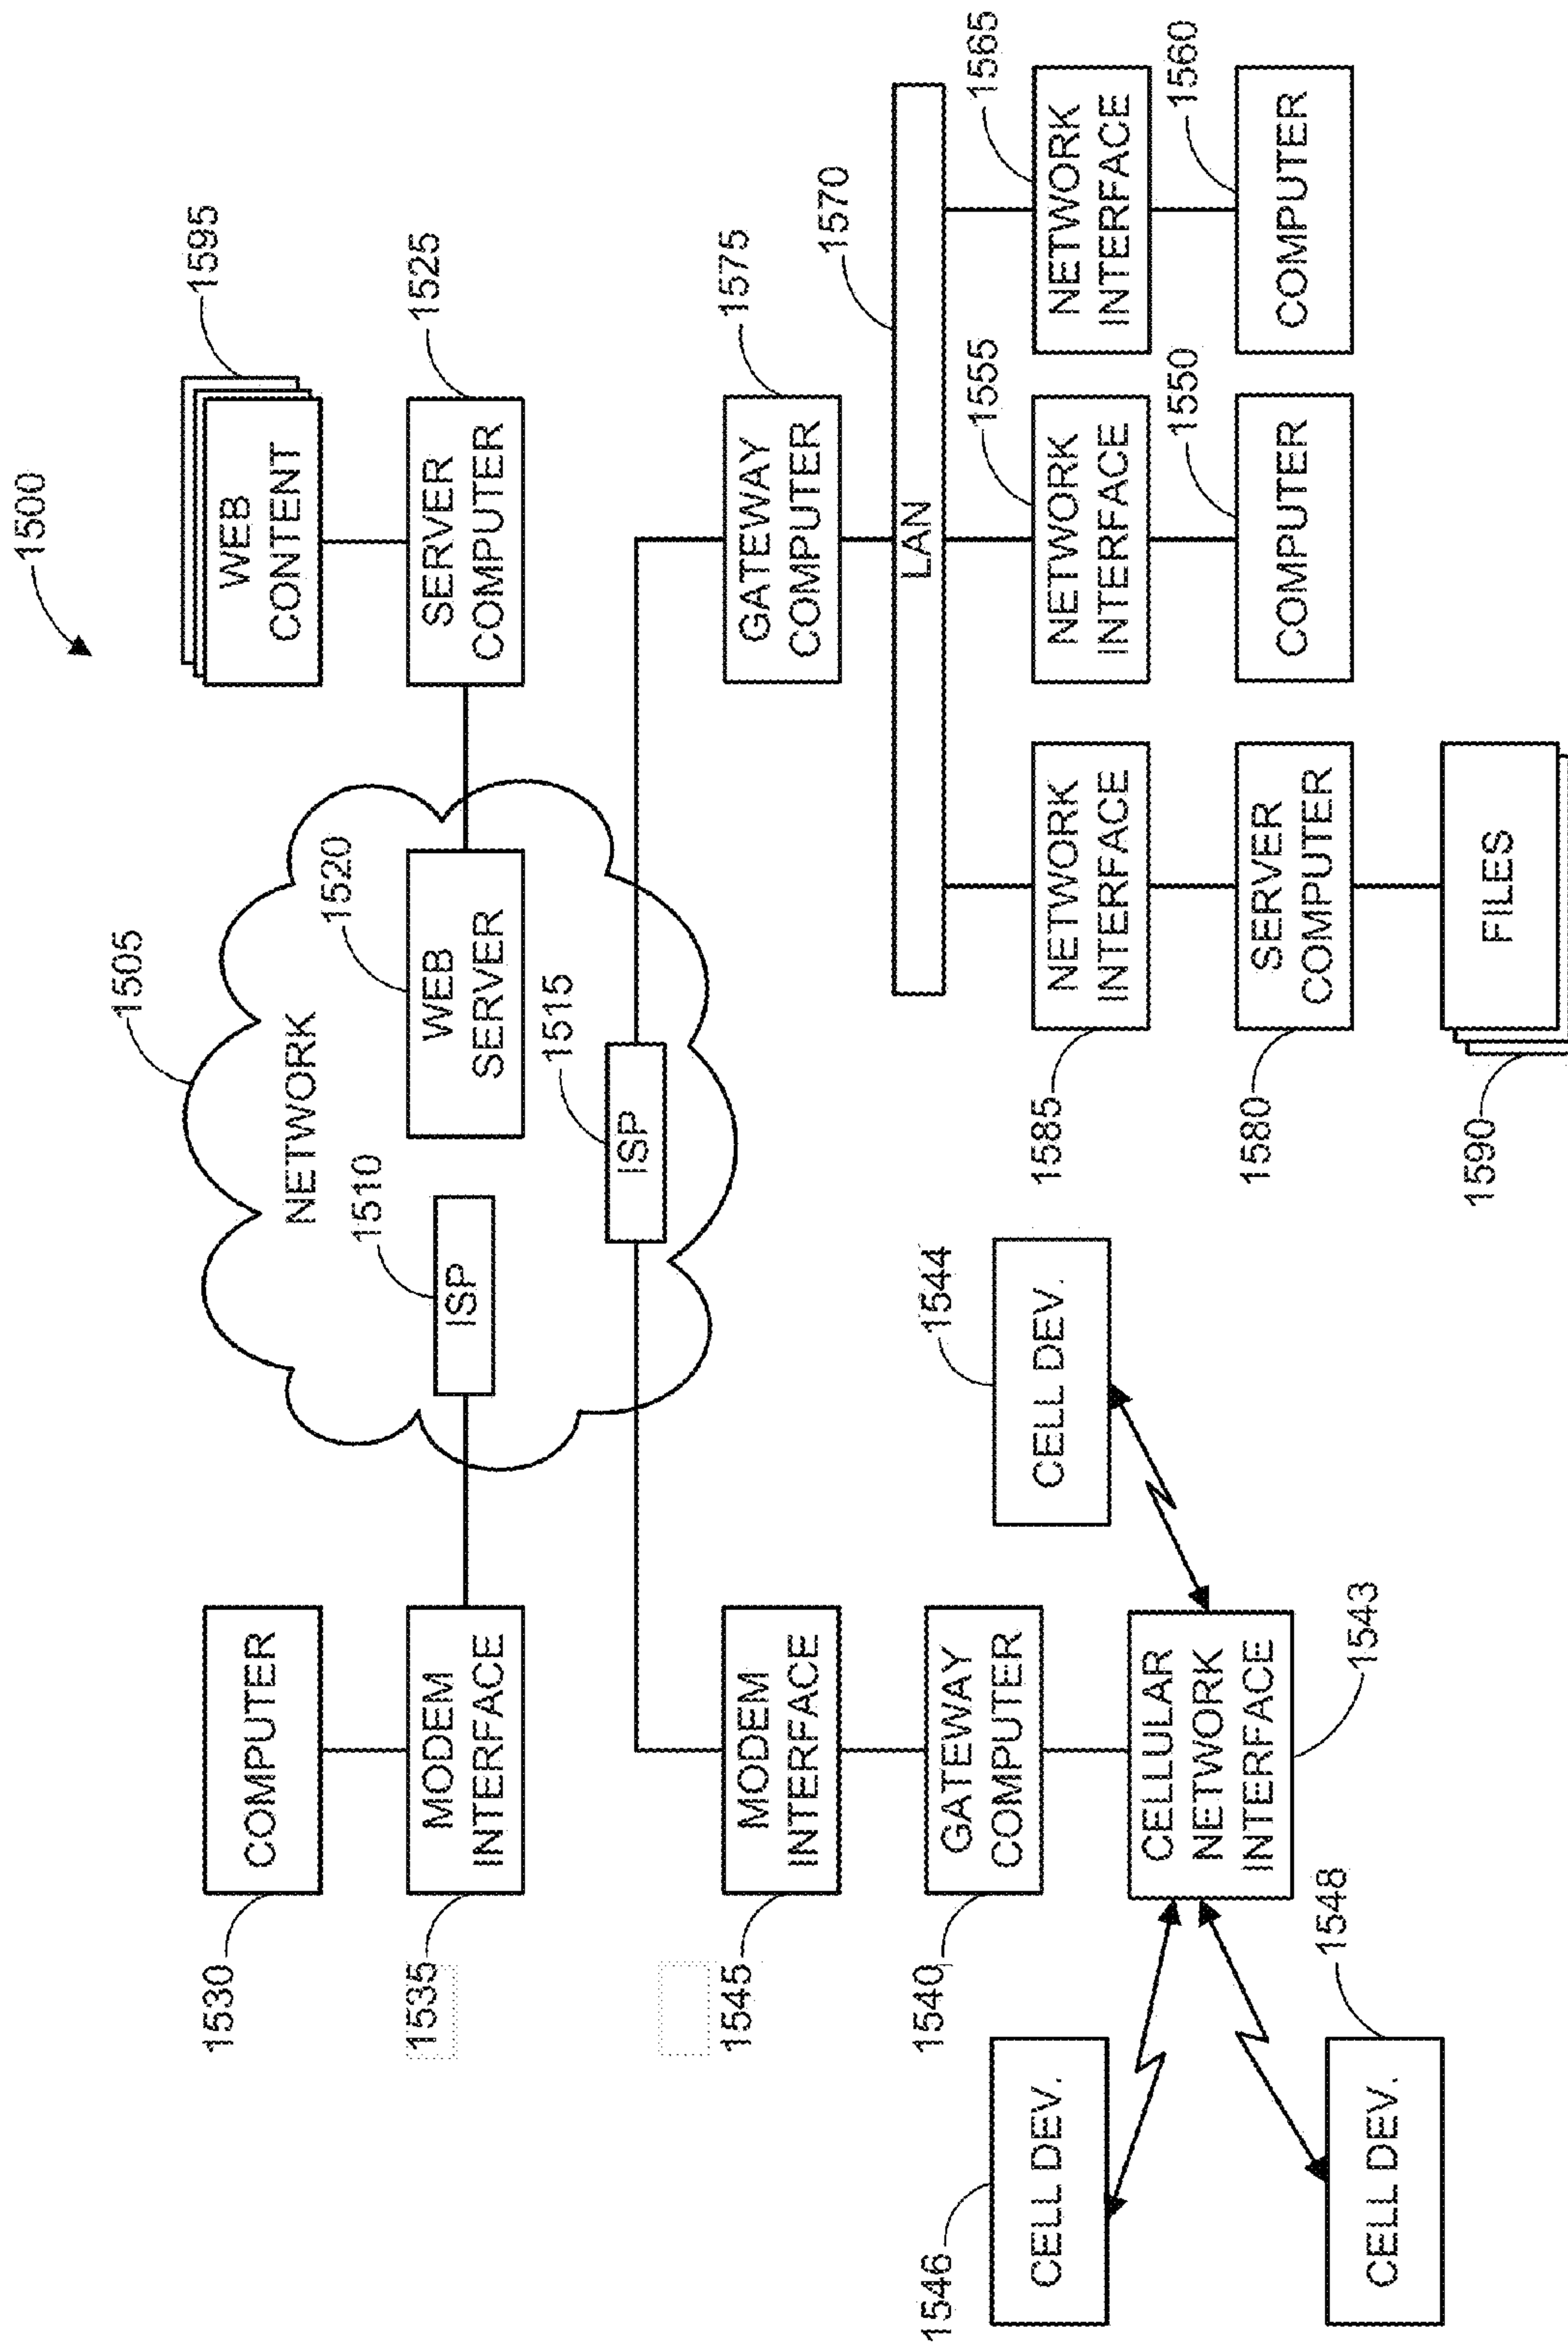 1500
1505
NETWORK
1595
WEB
CONTENT
1530
COMPUTER
1510
ISP
1520
WEB
SERVER
1525
SERVER
COMPUTER
1535
MODEM
INTERFACE
1515
ISP
1545
MODEM
INTERFACE
1575
GATEWAY
COMPUTER
1570
LAN
1540
GATEWAY
COMPUTER
1546
CELL DEV.
1544
CELL DEV.
1585
NETWORK
INTERFACE
1555
NETWORK
INTERFACE
1565
NETWORK
INTERFACE
CELLULAR
NETWORK
INTERFACE
1543
1580
SERVER
COMPUTER
1550
COMPUTER
1560
COMPUTER
1548
CELL DEV.
1590
FILES